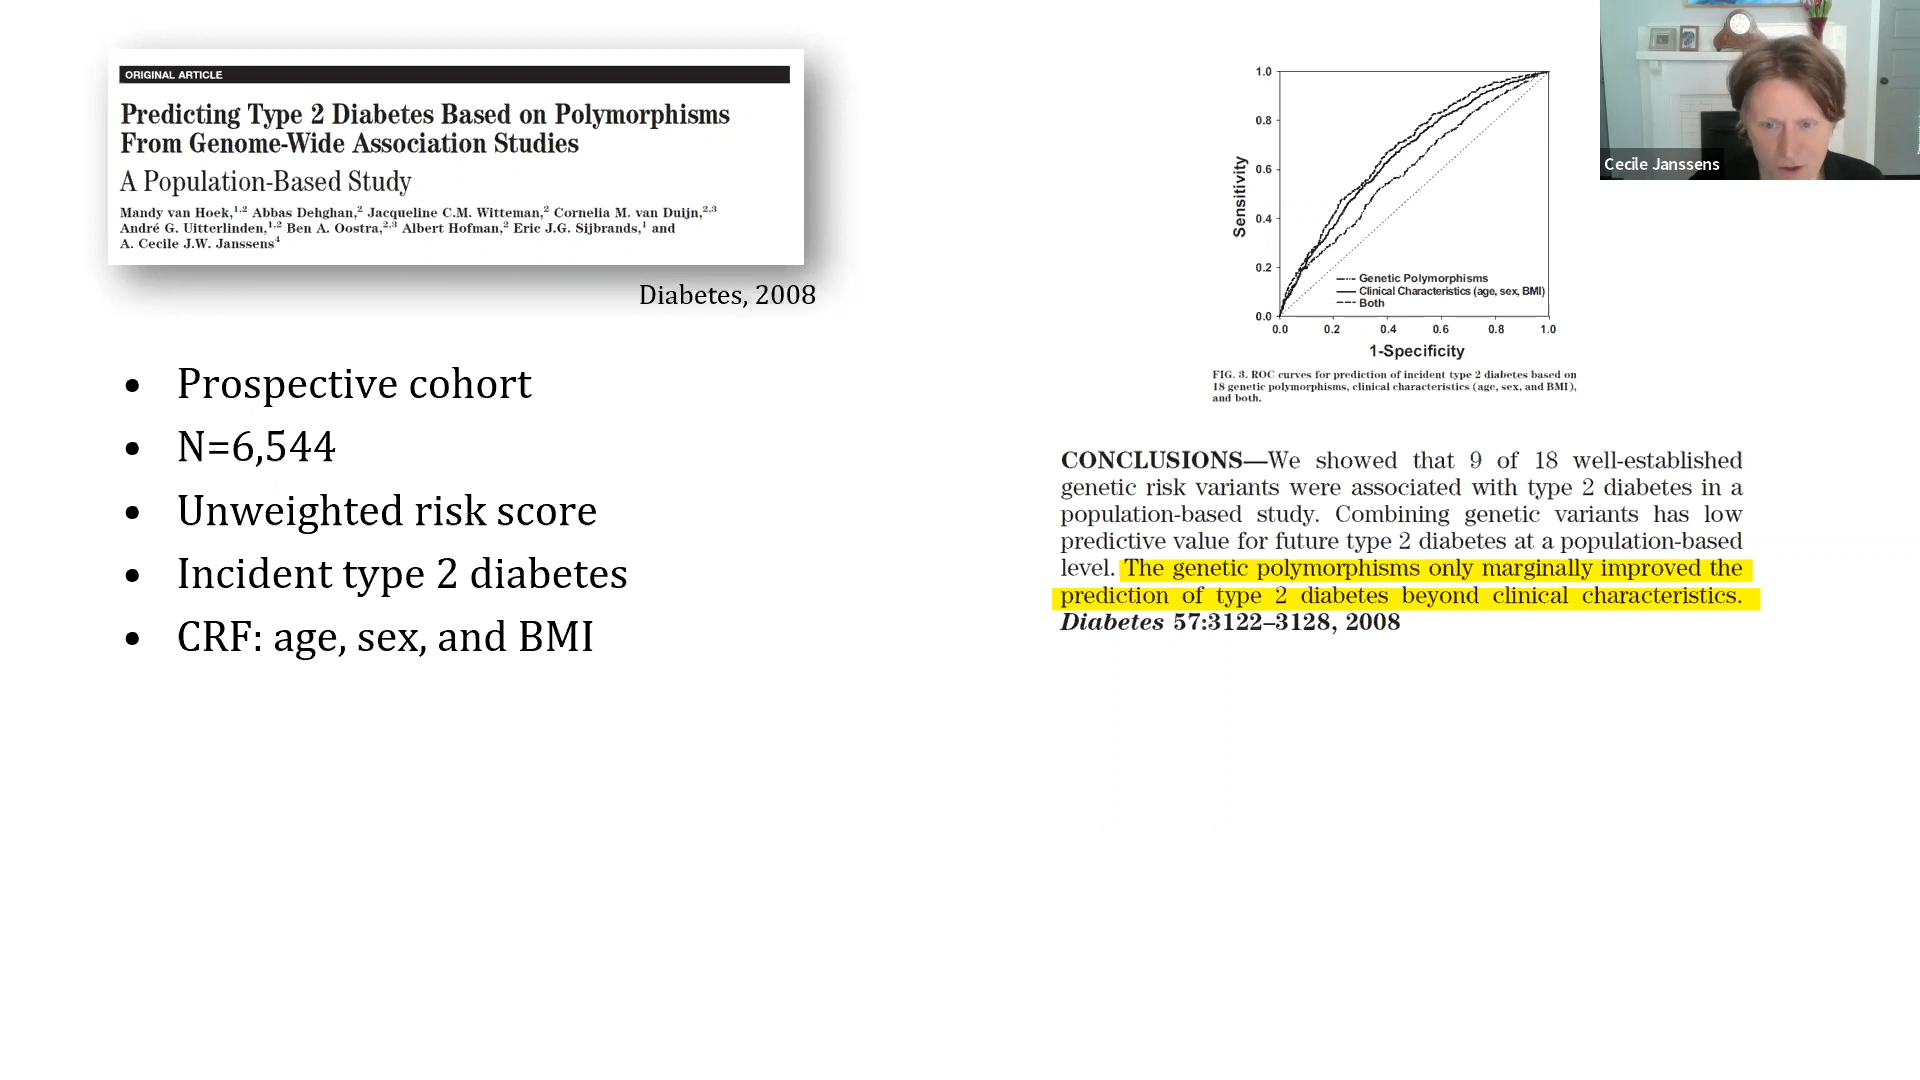 ORIGINAL ARTICLE
Predicting Type 2 Diabetes Based on Polymorphisms
From Genome-Wide Association Studies
A Population-Based Study
Mandy van Hoek,1,2 Abbas Dehghan,2 Jacqueline C.M. Witteman,2 Cornelia M. van Duijn,2,3
André G. Uitterlinden,1,2 Ben A. Oostra,2,3 Albert Hofman,2 Eric J.G. Sijbrands,1 and
A. Cecile J.W. Janssens4
Diabetes, 2008
• Prospective cohort
• N=6,544
• Unweighted risk score
• Incident type 2 diabetes
• CRF: age, sex, and BMI
1.0
0.8
0.6
0.4
0.2
0.0
Sensitivity
Genetic Polymorphisms
Clinical Characteristics (age, sex, BMI)
Both
0.0 0.2 0.4 0.6 0.8 1.0
1-Specificity
FIG. 3. ROC curves for prediction of incident type 2 diabetes based on
18 genetic polymorphisms, clinical characteristics (age, sex, and BMI),
and both.
CONCLUSIONS—We showed that 9 of 18 well-established
genetic risk variants were associated with type 2 diabetes in a
population-based study. Combining genetic variants has low
predictive value for future type 2 diabetes at a population-based
level. The genetic polymorphisms only marginally improved the
prediction of type 2 diabetes beyond clinical characteristics.
Diabetes 57:3122–3128, 2008
Cecile Janssens